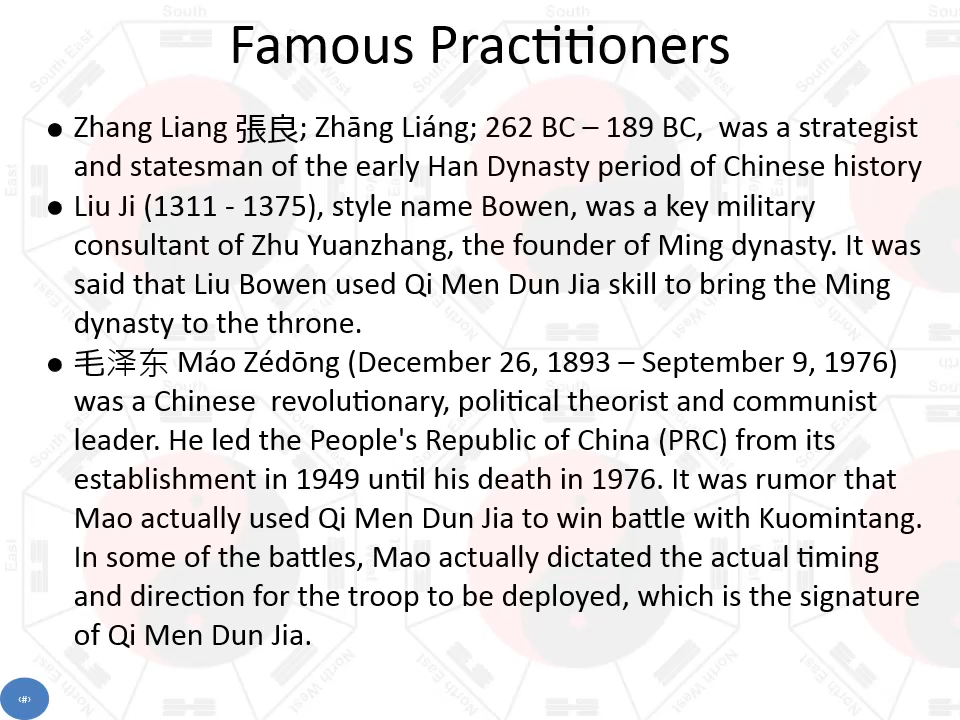 Famous Practitioners
● Zhang Liang 張良; Zhāng Liáng; 262 BC – 189 BC,  was a strategist
and statesman of the early Han Dynasty period of Chinese history
● Liu Ji (1311 - 1375), style name Bowen, was a key military
consultant of Zhu Yuanzhang, the founder of Ming dynasty. It was
said that Liu Bowen used Qi Men Dun Jia skill to bring the Ming
dynasty to the throne.
● 毛泽东 Máo Zédōng (December 26, 1893 – September 9, 1976)
was a Chinese  revolutionary, political theorist and communist
leader. He led the People's Republic of China (PRC) from its
establishment in 1949 until his death in 1976. It was rumor that
Mao actually used Qi Men Dun Jia to win battle with Kuomintang.
In some of the battles, Mao actually dictated the actual timing
and direction for the troop to be deployed, which is the signature
of Qi Men Dun Jia.
‹#›